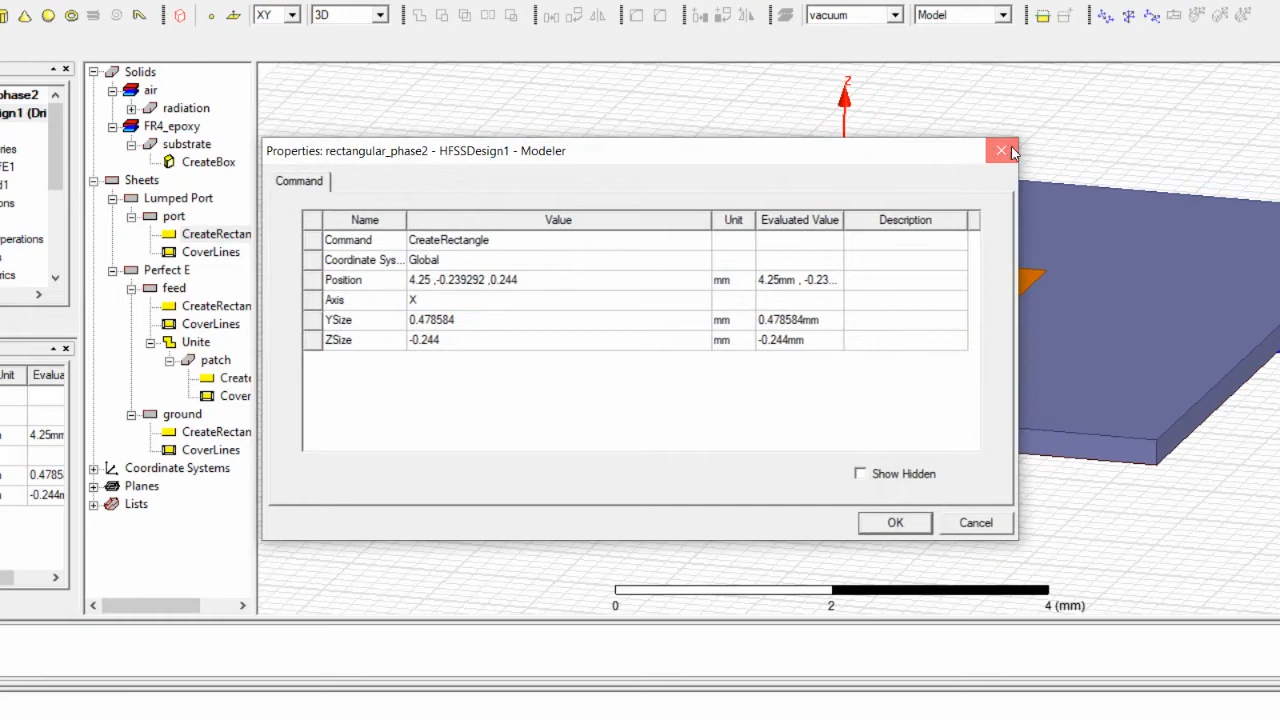 XY
3D
vacuum
Model
phase2
ign1 (Dri
ries
FE1
d1
ons
perations
rics
Unit
Evalua
4.25mm
0.4785
-0.244n
Solids
air
radiation
FR4_epoxy
substrate
CreateBox
Sheets
Lumped Port
port
CreateRectan
CoverLines
Perfect E
feed
CreateRectan
CoverLines
Unite
patch
Create
Cover
ground
CreateRectan
CoverLines
Coordinate Systems
Planes
Lists
Z
Properties: rectangular_phase2 - HFSSDesign1 - Modeler
Command
Name Value Unit Evaluated Value Description
Command CreateRectangle
Coordinate Sys... Global
Position 4.25 ,-0.239292 ,0.244 mm 4.25mm , -0.23...
Axis X
YSize 0.478584 mm 0.478584mm
ZSize -0.244 mm -0.244mm
Show Hidden
OK Cancel
0 2 4 (mm)